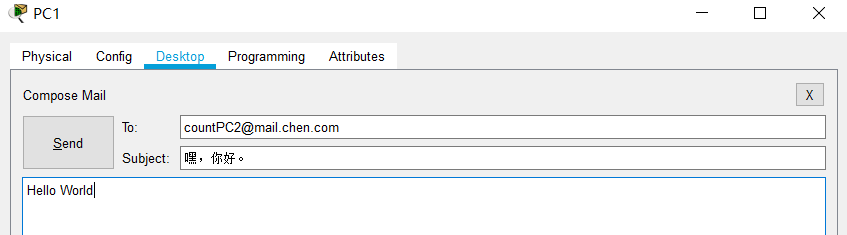 PC1
Physical Config Desktop Programming Attributes
Compose Mail X
Send
To: countPC2@mail.chen.com
Subject: 嘿，你好。
Hello World